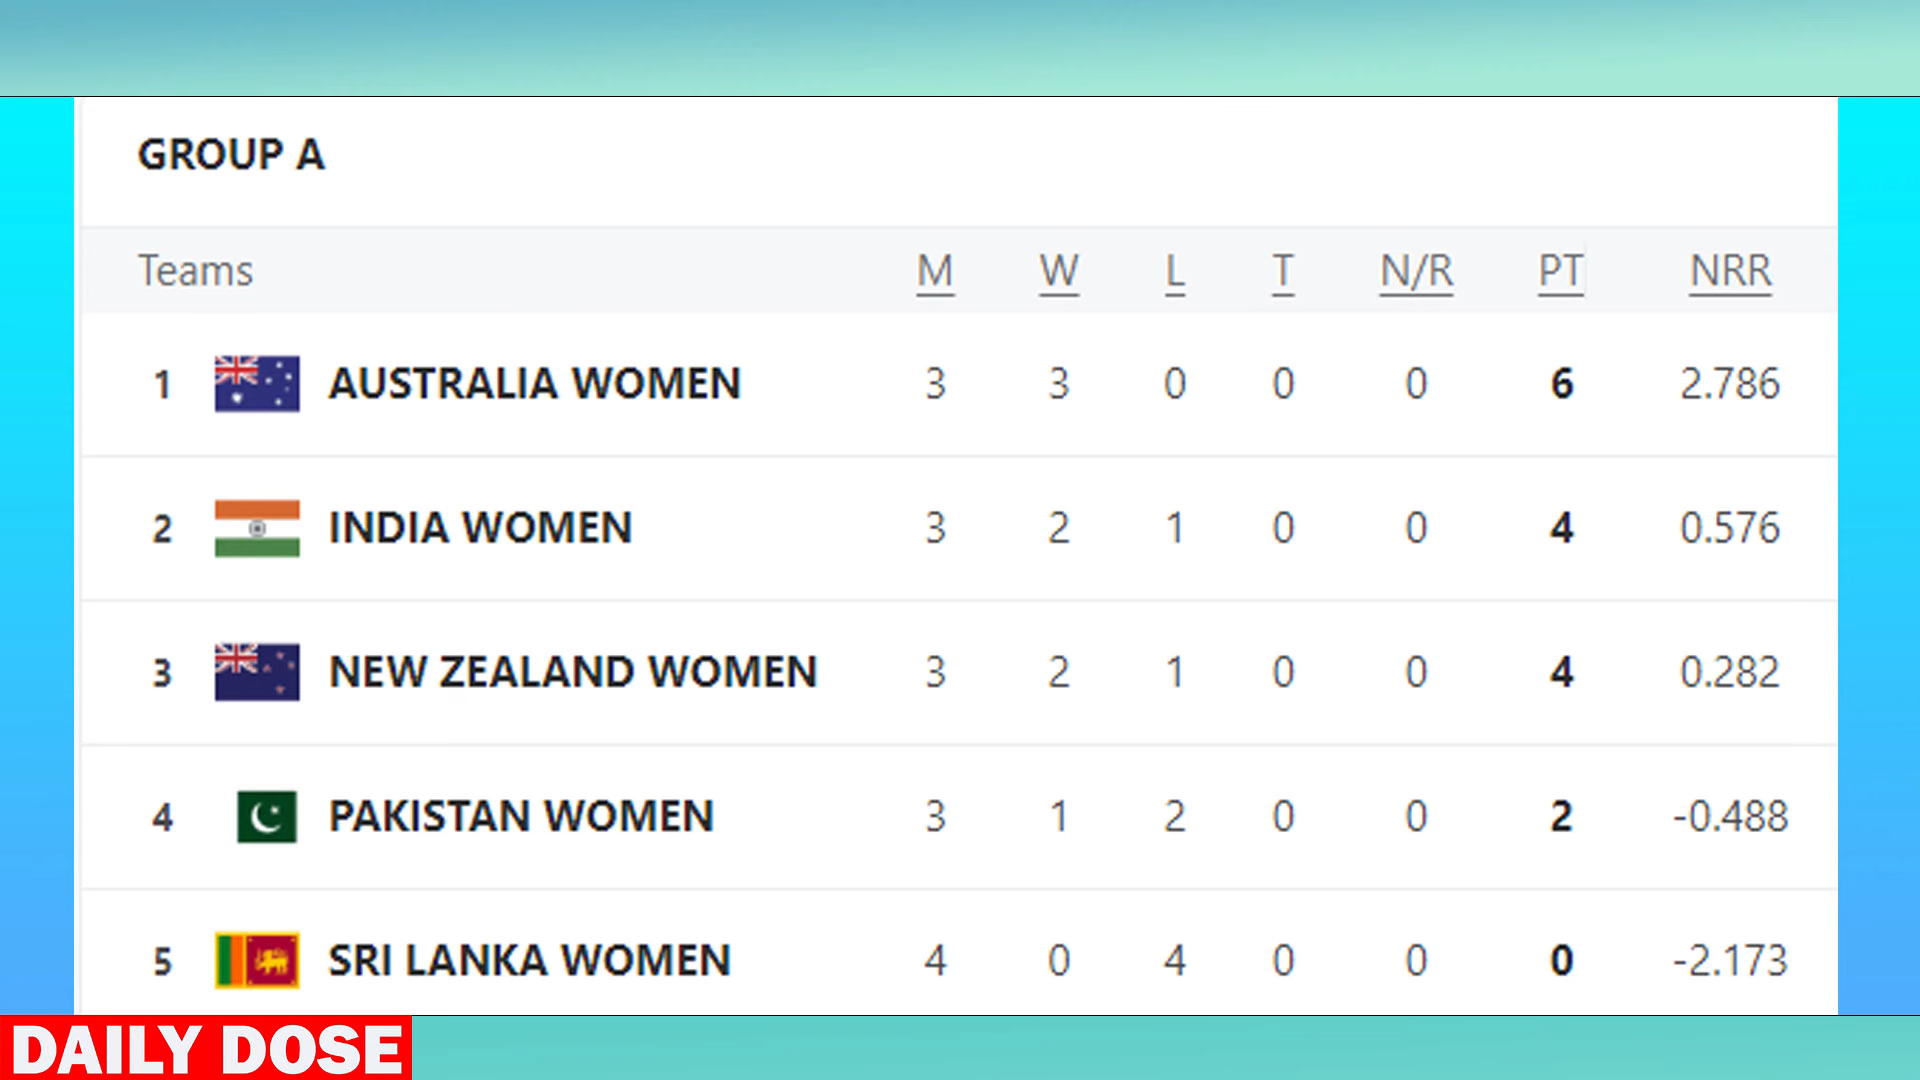 GROUP A
Teams M W L T N/R PT NRR
1 AUSTRALIA WOMEN 3 3 0 0 0 6 2.786
2 INDIA WOMEN 3 2 1 0 0 4 0.576
3 NEW ZEALAND WOMEN 3 2 1 0 0 4 0.282
4 PAKISTAN WOMEN 3 1 2 0 0 2 -0.488
5 SRI LANKA WOMEN 4 0 4 0 0 0 -2.173
DAILY DOSE